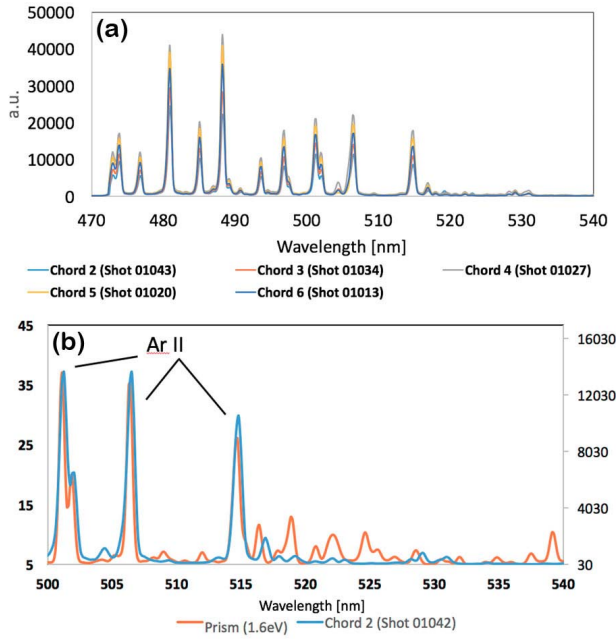 (a)
50000
40000
30000
20000
10000
0
a.u.
470 480 490 500 510 520 530 540
Wavelength [nm]
Chord 2 (Shot 01043) Chord 3 (Shot 01034) Chord 4 (Shot 01027)
Chord 5 (Shot 01020) Chord 6 (Shot 01013)
(b)
Ar II
45
35
25
15
5
16030
12030
8030
4030
30
500 505 510 515 520 525 530 535 540
Wavelength [nm]
Prism (1.6eV) Chord 2 (Shot 01042)